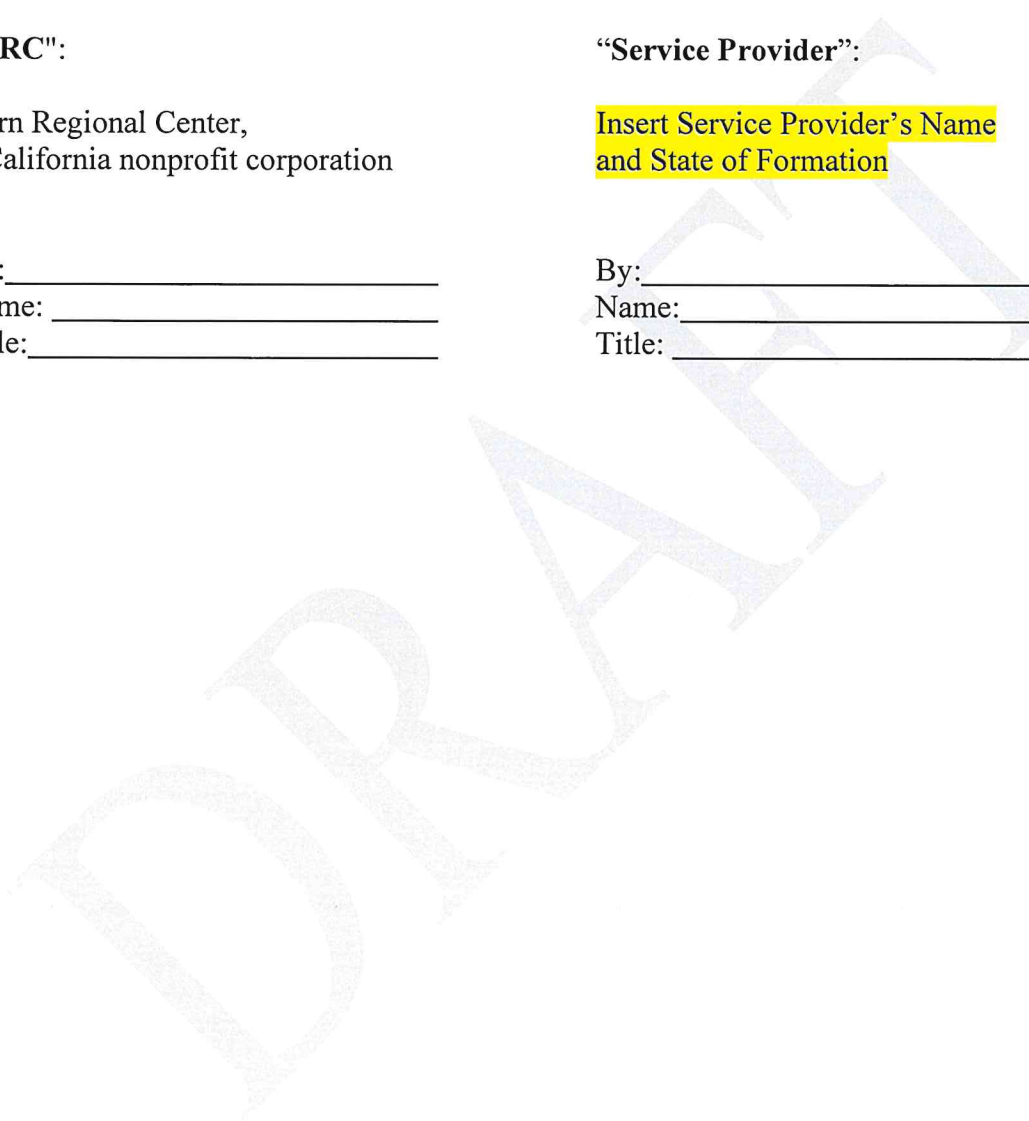 RC":
rn Regional Center,
California nonprofit corporation
:
me:
le:
“Service Provider”:
Insert Service Provider’s Name
and State of Formation
By:
Name:
Title:
DRAFT